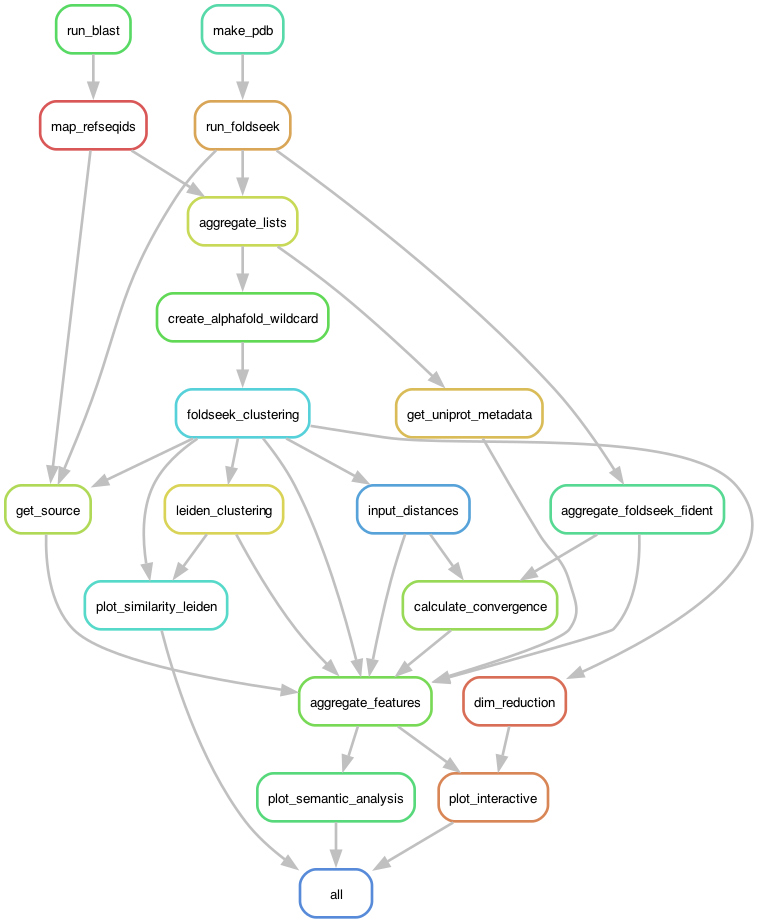 run_blast
make_pdb
map_refseqids
run_foldseek
aggregate_lists
create_alphafold_wildcard
foldseek_clustering
get_uniprot_metadata
get_source
leiden_clustering
input_distances
aggregate_foldseek_fident
plot_similarity_leiden
calculate_convergence
aggregate_features
dim_reduction
plot_semantic_analysis
plot_interactive
all